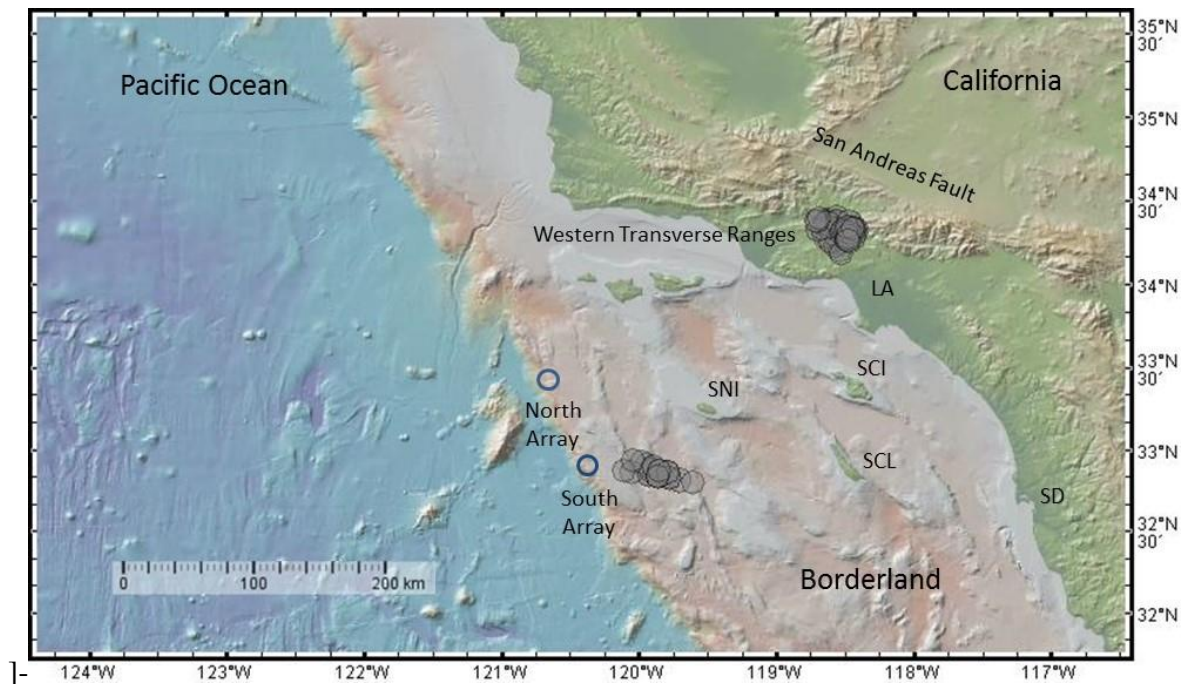 Pacific Ocean
California
San Andreas Fault
Western Transverse Ranges
LA
SCI
SNI
North
Array
SCL
South
Array
SD
Borderland
0 100 200 km
35°N
30´
35°N
34°N
30´
34°N
33°N
30´
33°N
32°N
30´
32°N
]-
124°W 123°W 122°W 121°W 120°W 119°W 118°W 117°W